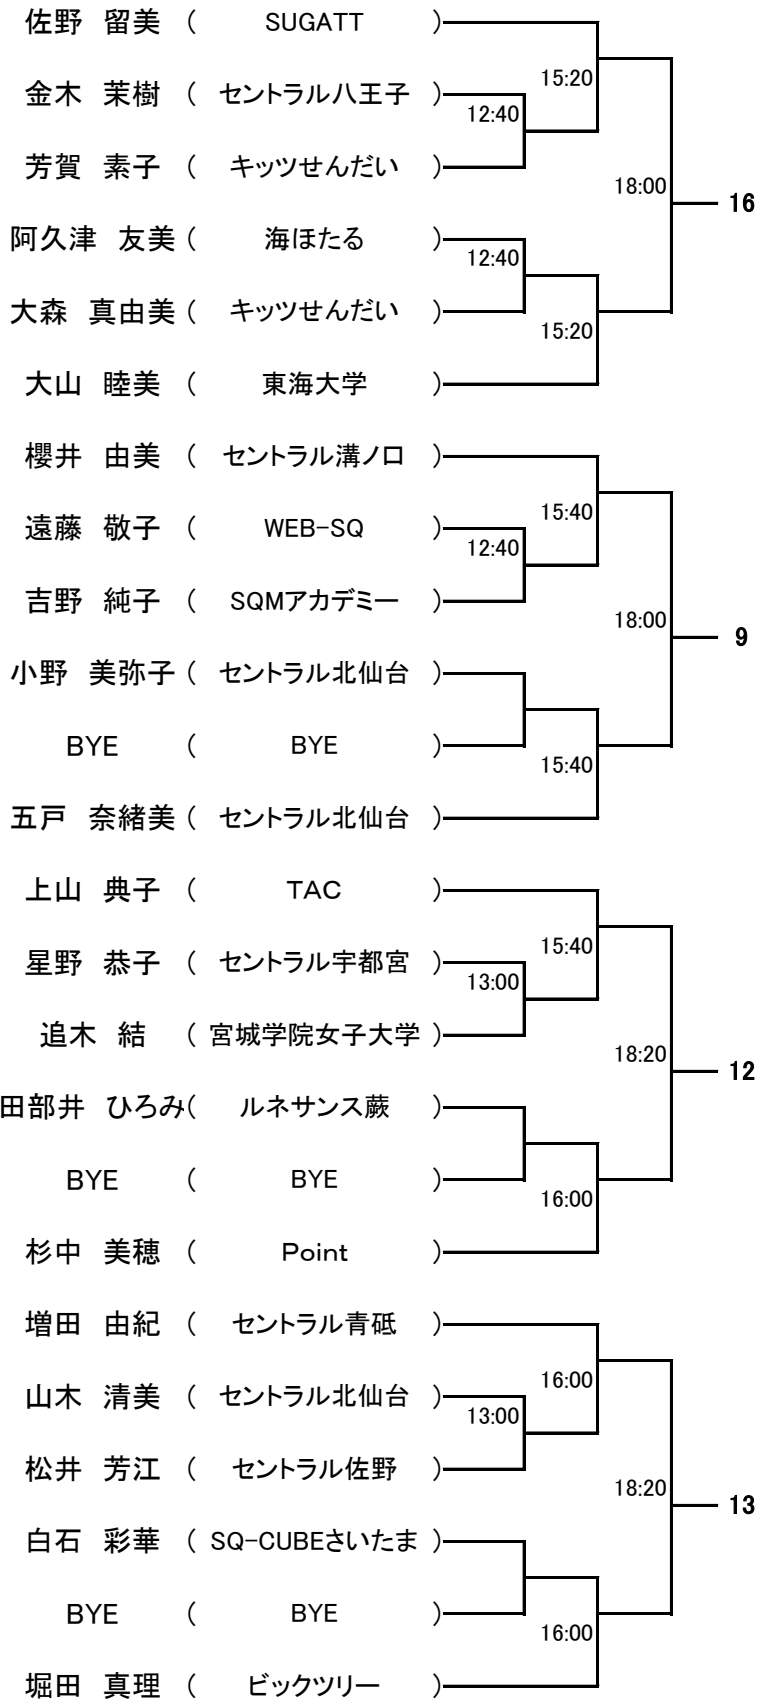 佐野 留美 ( SUGATT )
15:20
金木 茉樹 ( セントラル八王子 )
12:40
芳賀 素子 ( キッツせんだい )
18:00
16
阿久津 友美 ( 海ほたる )
12:40
大森 真由美 ( キッツせんだい )
15:20
大山 睦美 ( 東海大学 )
櫻井 由美 ( セントラル溝ノ口 )
15:40
遠藤 敬子 ( WEB-SQ )
12:40
吉野 純子 ( SQMアカデミー )
18:00
9
小野 美弥子 ( セントラル北仙台 )
BYE ( BYE )
15:40
五戸 奈緒美 ( セントラル北仙台 )
上山 典子 ( TAC )
15:40
星野 恭子 ( セントラル宇都宮 )
13:00
追木 結 ( 宮城学院女子大学 )
18:20
12
田部井 ひろみ ( ルネサンス蕨 )
BYE ( BYE )
16:00
杉中 美穂 ( Point )
増田 由紀 ( セントラル青砥 )
16:00
山木 清美 ( セントラル北仙台 )
13:00
松井 芳江 ( セントラル佐野 )
18:20
13
白石 彩華 ( SQ-CUBEさいたま )
BYE ( BYE )
16:00
堀田 真理 ( ビックツリー )